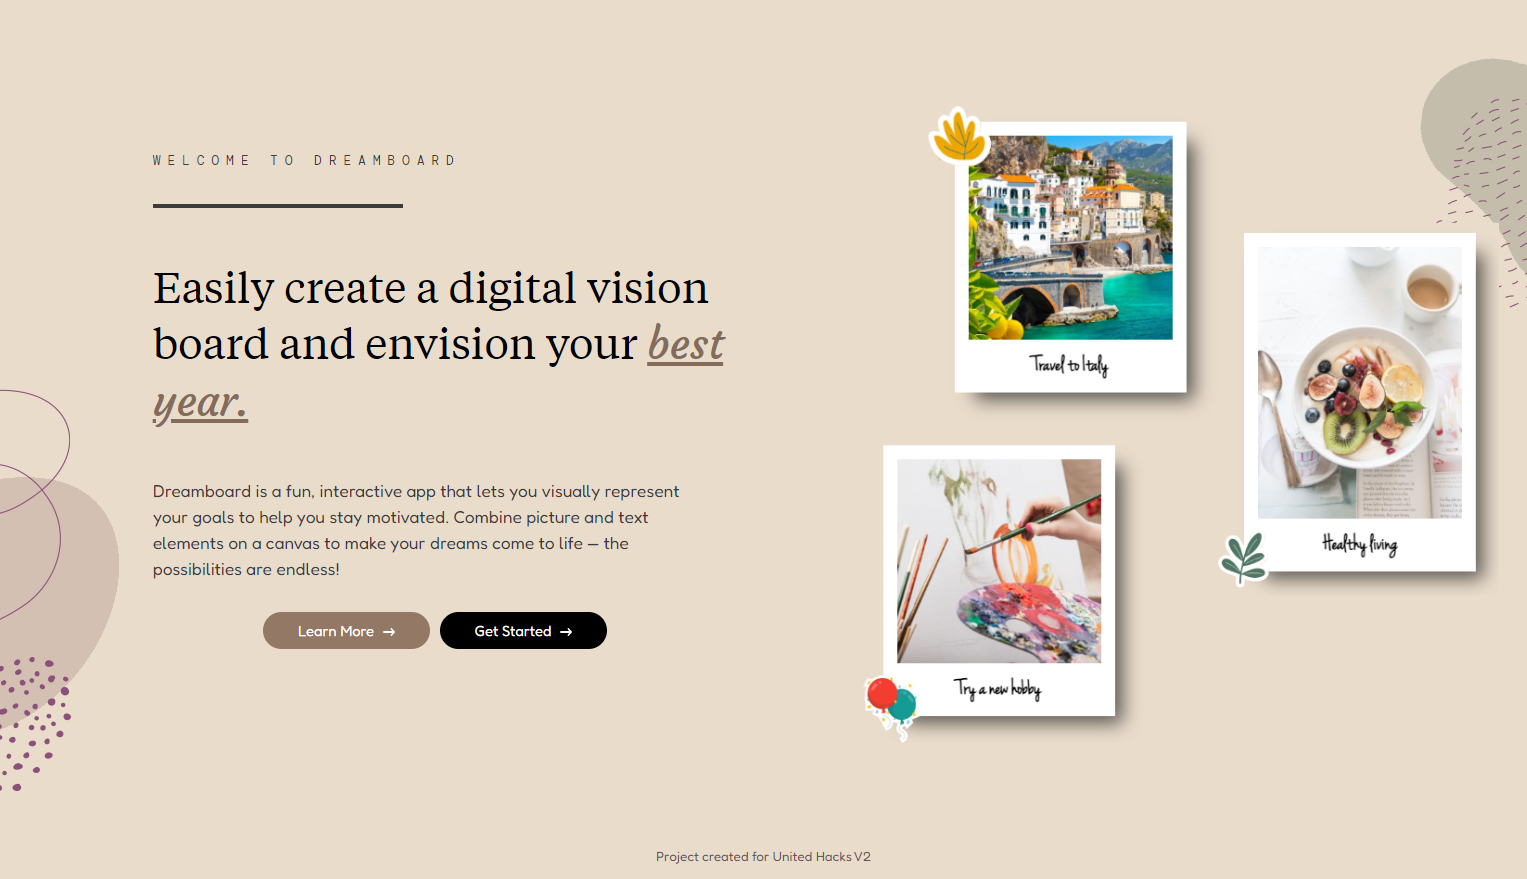 WELCOME TO DREAMBOARD
Easily create a digital vision
board and envision your best
year.
Dreamboard is a fun, interactive app that lets you visually represent
your goals to help you stay motivated. Combine picture and text
elements on a canvas to make your dreams come to life – the
possibilities are endless!
Learn More →
Get Started →
Travel to Italy
Healthy living
Try a new hobby
Project created for United Hacks V2